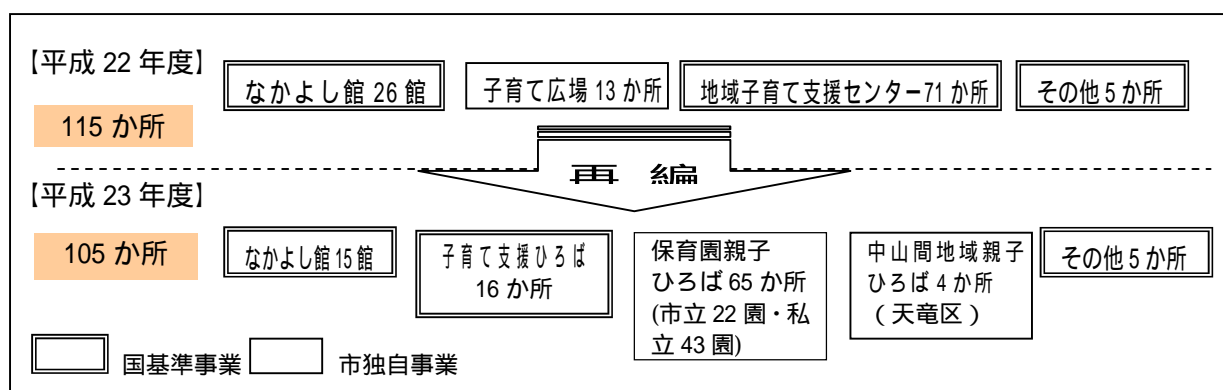 【平成 22 年度】
なかよし館 26 館
子育て広場 13 か所
地域子育て支援センター71 か所
その他 5 か所
115 か所
再 編
【平成 23 年度】
105 か所
なかよし館 15 館
子育て支援ひろば
16 か所
保育園親子
ひろば 65 か所
(市立 22 園・私
立 43 園)
中山間地域親子
ひろば 4 か所
（天竜区）
その他 5 か所
国基準事業
市独自事業